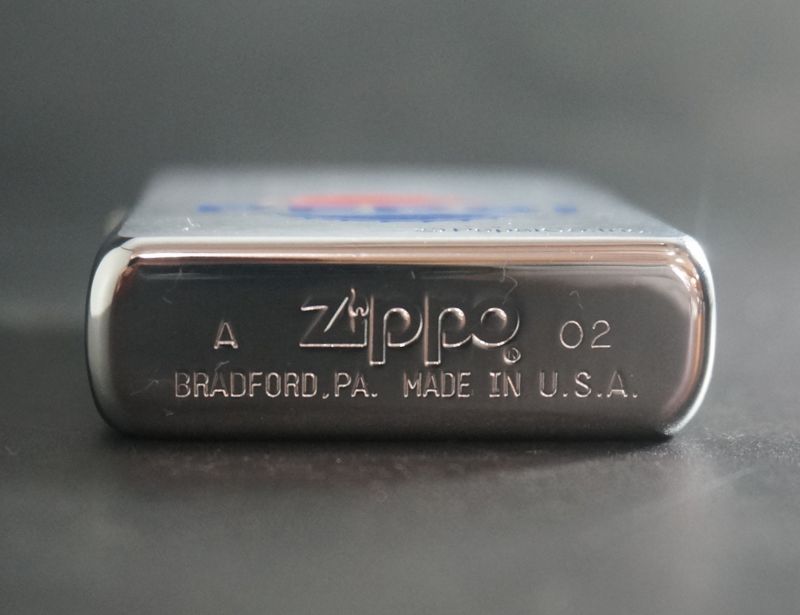 A Zippo® 02
BRADFORD, PA. MADE IN U.S.A.